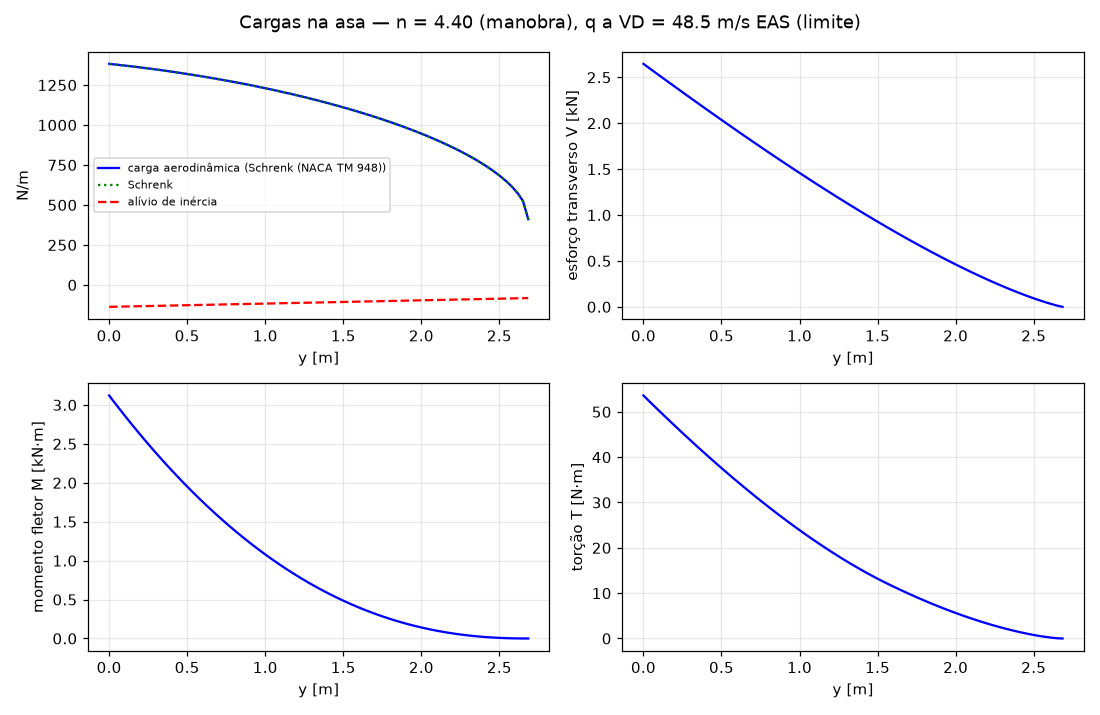 Cargas na asa — n = 4.40 (manobra), q a VD = 48.5 m/s EAS (limite)
N/m
1250
1000
750
500
250
0
carga aerodinâmica (Schrenk (NACA TM 948))
Schrenk
alívio de inércia
0.0 0.5 1.0 1.5 2.0 2.5
y [m]
esforço transverso V [kN]
2.5
2.0
1.5
1.0
0.5
0.0
0.0 0.5 1.0 1.5 2.0 2.5
y [m]
momento fletor M [kN·m]
3.0
2.5
2.0
1.5
1.0
0.5
0.0
0.0 0.5 1.0 1.5 2.0 2.5
y [m]
torção T [N·m]
50
40
30
20
10
0
0.0 0.5 1.0 1.5 2.0 2.5
y [m]